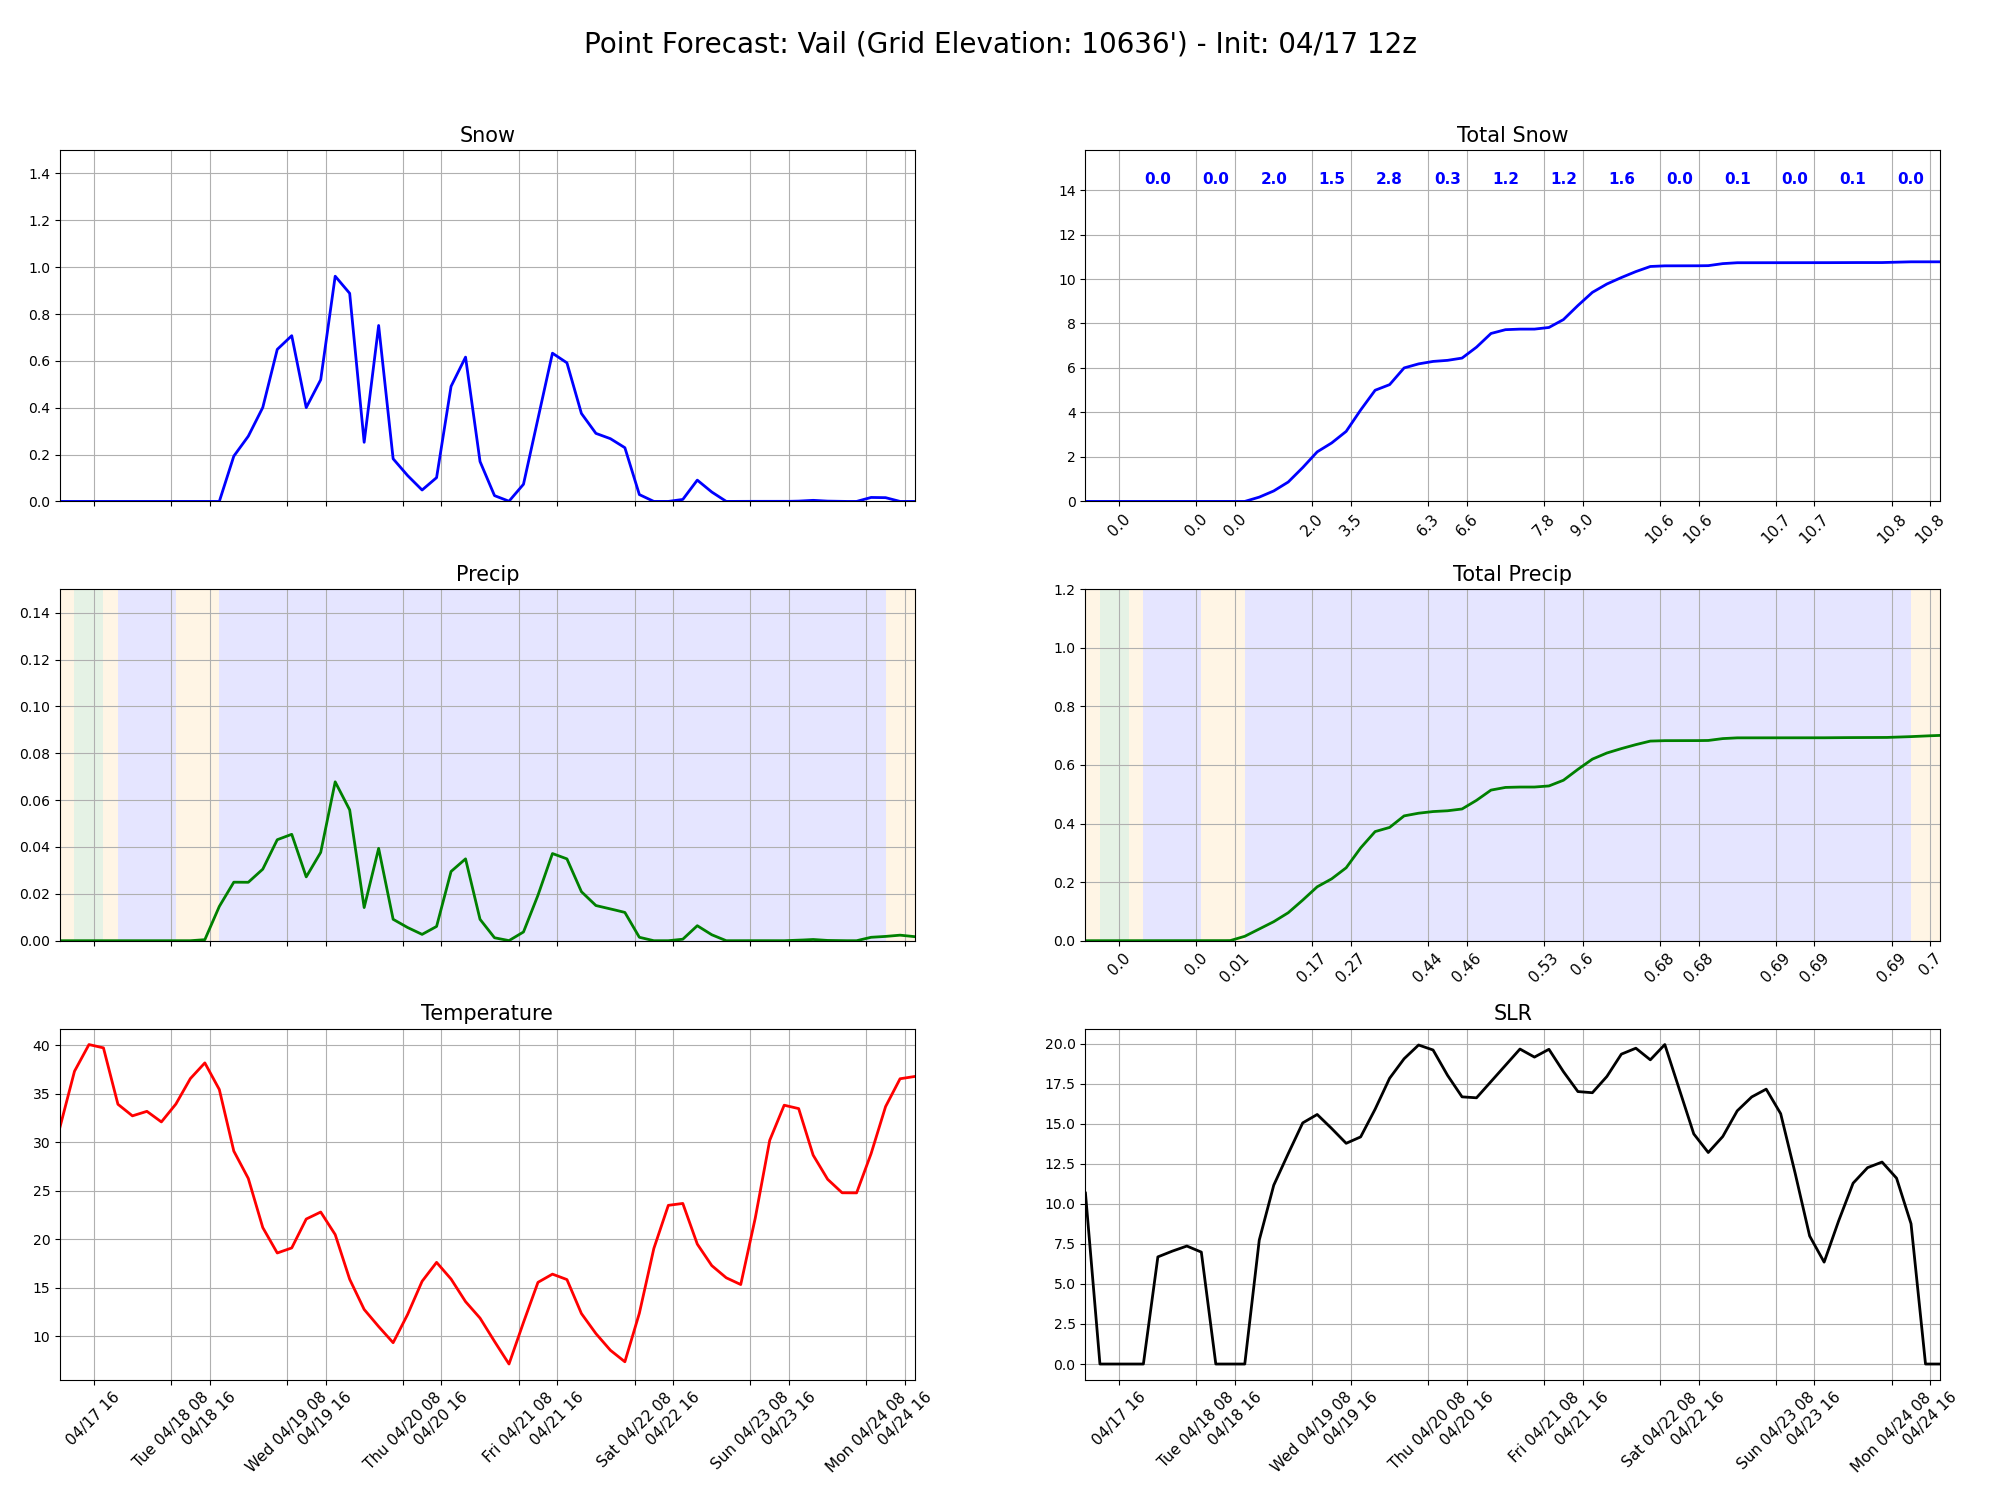 Point Forecast: Vail (Grid Elevation: 10636') - Init: 04/17 12z
Snow
1.4
1.2
1.0
0.8
0.6
0.4
0.2
0.0
Total Snow
0.0 0.0 2.0 1.5 2.8 0.3 1.2 1.2 1.6 0.0 0.1 0.0 0.1 0.0
14
12
10
8
6
4
2
0
0.0 0.0 0.0 2.0 3.5 6.3 6.6 7.8 9.0 10.6 10.6 10.7 10.7 10.8 10.8
Precip
0.14
0.12
0.10
0.08
0.06
0.04
0.02
0.00
Total Precip
1.2
1.0
0.8
0.6
0.4
0.2
0.0
0.0 0.0 0.01 0.17 0.27 0.44 0.46 0.53 0.6 0.68 0.68 0.69 0.69 0.69 0.7
Temperature
40
35
30
25
20
15
10
04/17 16
Tue 04/18 08
04/18 16
Wed 04/19 08
04/19 16
Thu 04/20 08
04/20 16
Fri 04/21 08
04/21 16
Sat 04/22 08
04/22 16
Sun 04/23 08
04/23 16
Mon 04/24 08
04/24 16
SLR
20.0
17.5
15.0
12.5
10.0
7.5
5.0
2.5
0.0
04/17 16
Tue 04/18 08
04/18 16
Wed 04/19 08
04/19 16
Thu 04/20 08
04/20 16
Fri 04/21 08
04/21 16
Sat 04/22 08
04/22 16
Sun 04/23 08
04/23 16
Mon 04/24 08
04/24 16